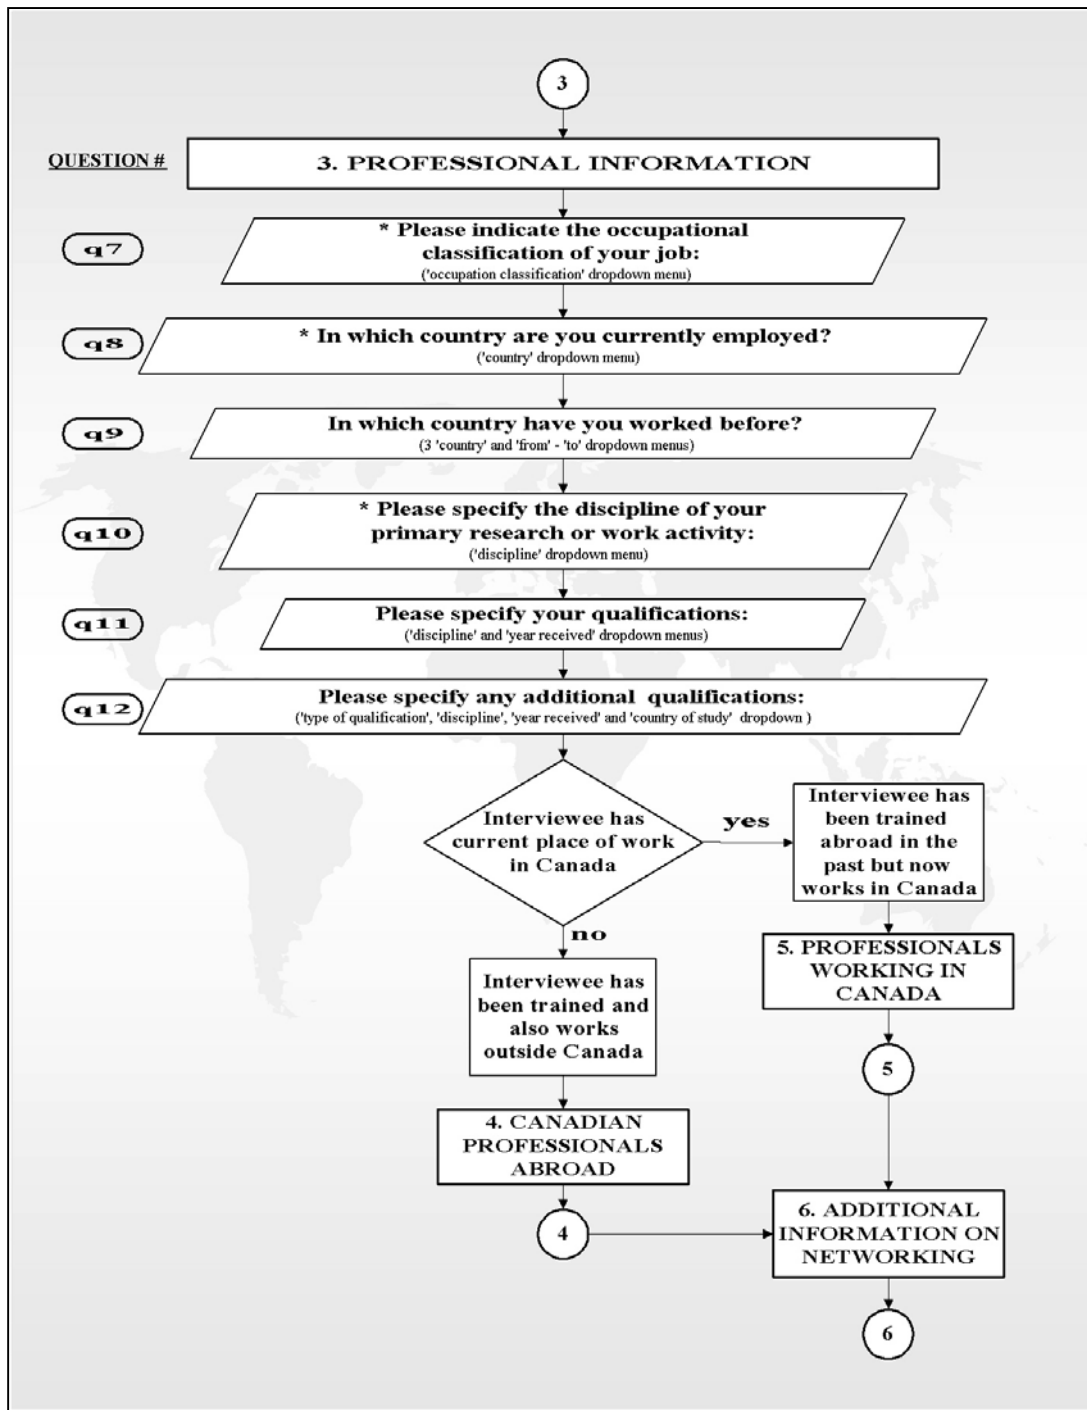 3
QUESTION #
3. PROFESSIONAL INFORMATION
q7
* Please indicate the occupational
classification of your job:
('occupation classification' dropdown menu)
q8
* In which country are you currently employed?
('country' dropdown menu)
q9
In which country have you worked before?
(3 'country' and 'from' - 'to' dropdown menus)
q10
* Please specify the discipline of your
primary research or work activity:
('discipline' dropdown menu)
q11
Please specify your qualifications:
('discipline' and 'year received' dropdown menus)
q12
Please specify any additional qualifications:
('type of qualification', 'discipline', 'year received' and 'country of study' dropdown )
Interviewee has
current place of work
in Canada
yes
Interviewee has
been trained
abroad in the
past but now
works in Canada
no
5. PROFESSIONALS
WORKING IN
CANADA
Interviewee has
been trained and
also works
outside Canada
5
4. CANADIAN
PROFESSIONALS
ABROAD
4
6. ADDITIONAL
INFORMATION ON
NETWORKING
6